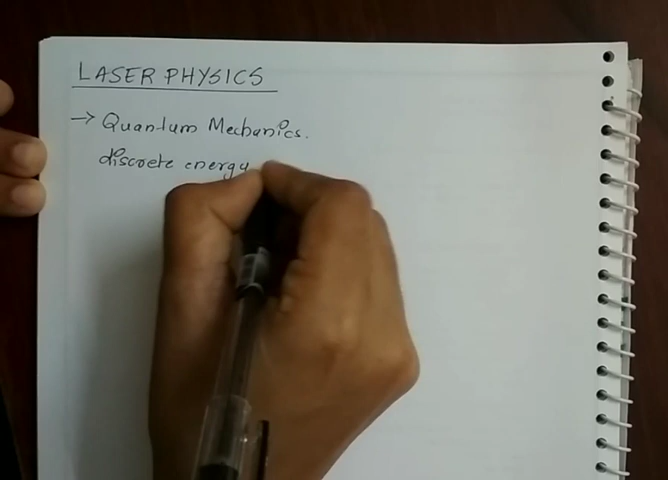 LASER PHYSICS
→ Quantum Mechanics.
discrete energy